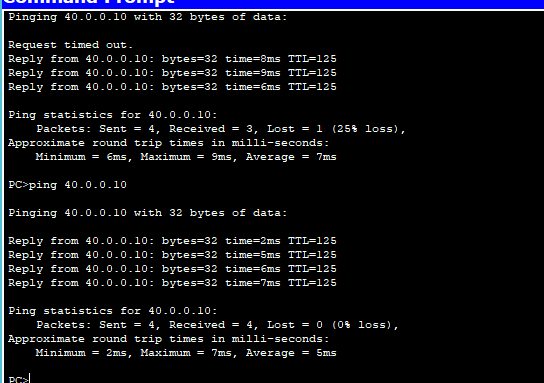 Command Prompt
Pinging 40.0.0.10 with 32 bytes of data:
Request timed out.
Reply from 40.0.0.10: bytes=32 time=8ms TTL=125
Reply from 40.0.0.10: bytes=32 time=9ms TTL=125
Reply from 40.0.0.10: bytes=32 time=6ms TTL=125
Ping statistics for 40.0.0.10:
Packets: Sent = 4, Received = 3, Lost = 1 (25% loss),
Approximate round trip times in milli-seconds:
Minimum = 6ms, Maximum = 9ms, Average = 7ms
PC>ping 40.0.0.10
Pinging 40.0.0.10 with 32 bytes of data:
Reply from 40.0.0.10: bytes=32 time=2ms TTL=125
Reply from 40.0.0.10: bytes=32 time=5ms TTL=125
Reply from 40.0.0.10: bytes=32 time=6ms TTL=125
Reply from 40.0.0.10: bytes=32 time=7ms TTL=125
Ping statistics for 40.0.0.10:
Packets: Sent = 4, Received = 4, Lost = 0 (0% loss),
Approximate round trip times in milli-seconds:
Minimum = 2ms, Maximum = 7ms, Average = 5ms
PC>